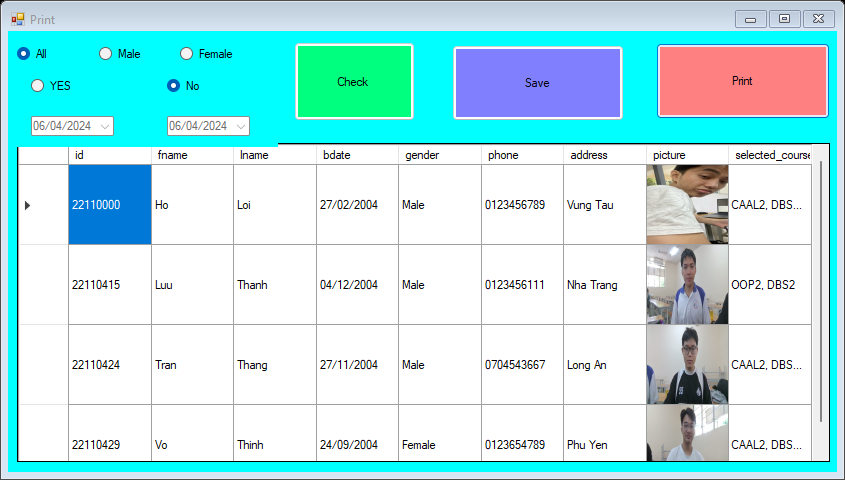 Print
All Male Female
YES No
06/04/2024 06/04/2024
Check Save Print
id fname lname bdate gender phone address picture selected_course
22110000 Ho Loi 27/02/2004 Male 0123456789 Vung Tau CAAL2, DBS...
22110415 Luu Thanh 04/12/2004 Male 0123456111 Nha Trang OOP2, DBS2
22110424 Tran Thang 27/11/2004 Male 0704543667 Long An CAAL2, DBS...
22110429 Vo Thinh 24/09/2004 Female 0123654789 Phu Yen CAAL2, DBS...